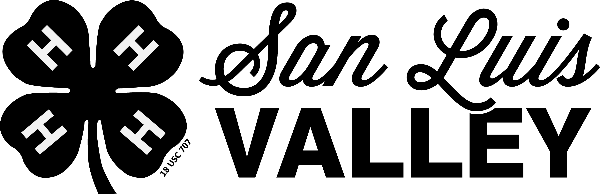 H H
H H
18 USC 707
San Luis
VALLEY